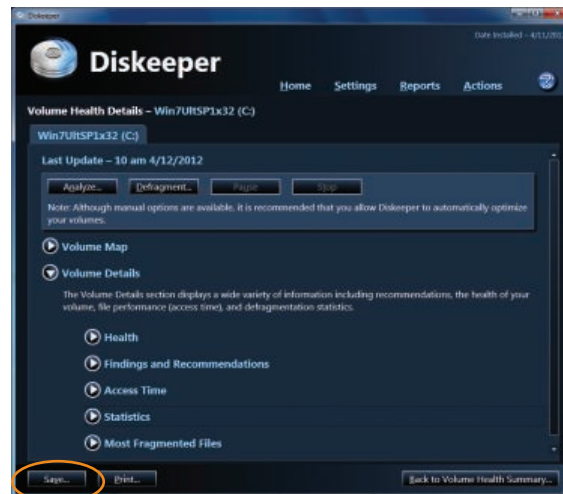 Diskeeper
Date Installed - 4/11/201
Diskeeper
Home Settings Reports Actions
Volume Health Details – Win7UltSP1x32 (C:)
Win7UltSP1x32 (C:)
Last Update – 10 am 4/12/2012
Analyze... Defragment... Pause Stop
Note: Although manual options are available, it is recommended that you allow Diskeeper to automatically optimize
your volumes.
Volume Map
Volume Details
The Volume Details section displays a wide variety of information including recommendations, the health of your
volume, file performance (access time), and defragmentation statistics.
Health
Findings and Recommendations
Access Time
Statistics
Most Fragmented Files
Save... Print... Back to Volume Health Summary...